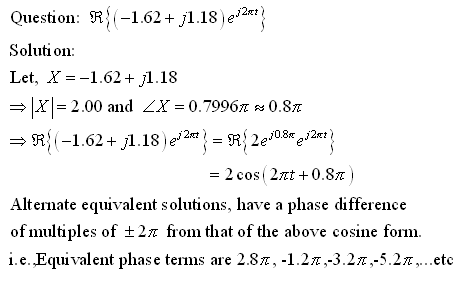 Question: ℜ{(−1.62 + j1.18)e^{j2πt}}
Solution:
Let, X = −1.62 + j1.18
⇒ |X| = 2.00 and ∠X = 0.7996π ≈ 0.8π
⇒ ℜ{(−1.62 + j1.18)e^{j2πt}} = ℜ{2e^{j0.8π}e^{j2πt}}
= 2cos(2πt + 0.8π)
Alternate equivalent solutions, have a phase difference
of multiples of ±2π from that of the above cosine form.
i.e.,Equivalent phase terms are 2.8π, -1.2π,-3.2π,-5.2π,...etc